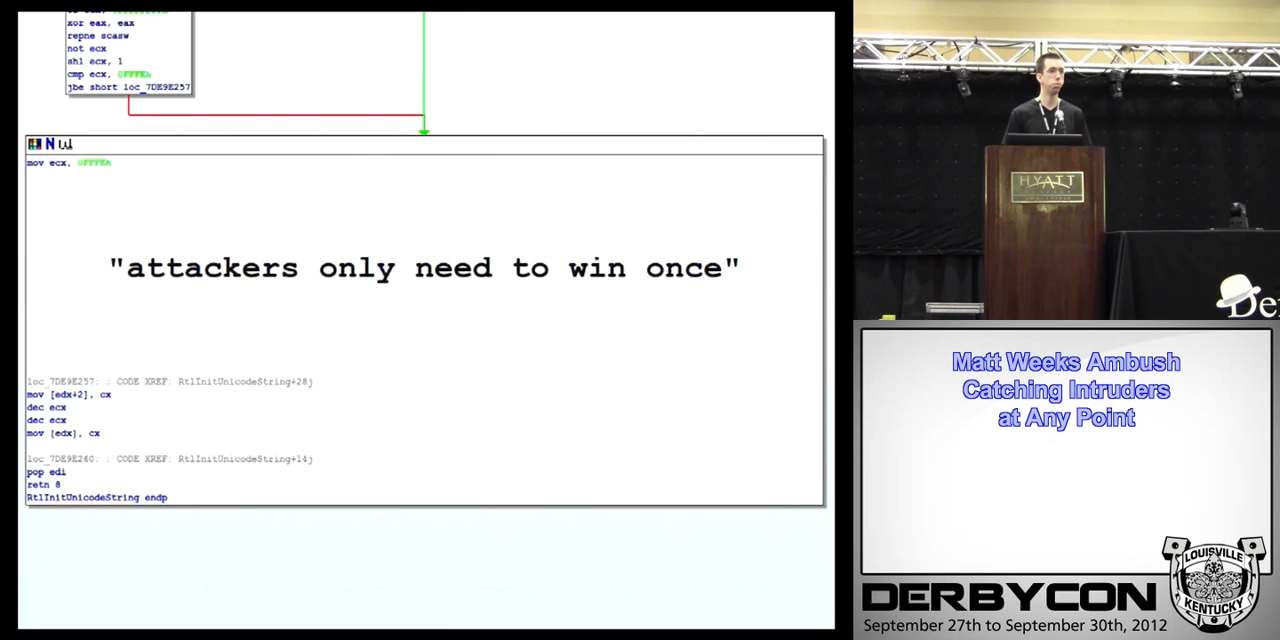 xor eax, eax
repne scasw
not ecx
shl ecx, 1
cmp ecx, 0FFFEh
jbe short loc_7DE9E257
mov ecx, 0FFFEh
"attackers only need to win once"
loc_7DE9E257: ; CODE XREF: RtlInitUnicodeString+28j
mov [edx+2], cx
dec ecx
dec ecx
mov [edx], cx
loc_7DE9E260: ; CODE XREF: RtlInitUnicodeString+14j
pop edi
retn 8
RtlInitUnicodeString endp
HYATT
Matt Weeks Ambush
Catching Intruders
at Any Point
DERBYCON
September 27th to September 30th, 2012
LOUISVILLE
KENTUCKY